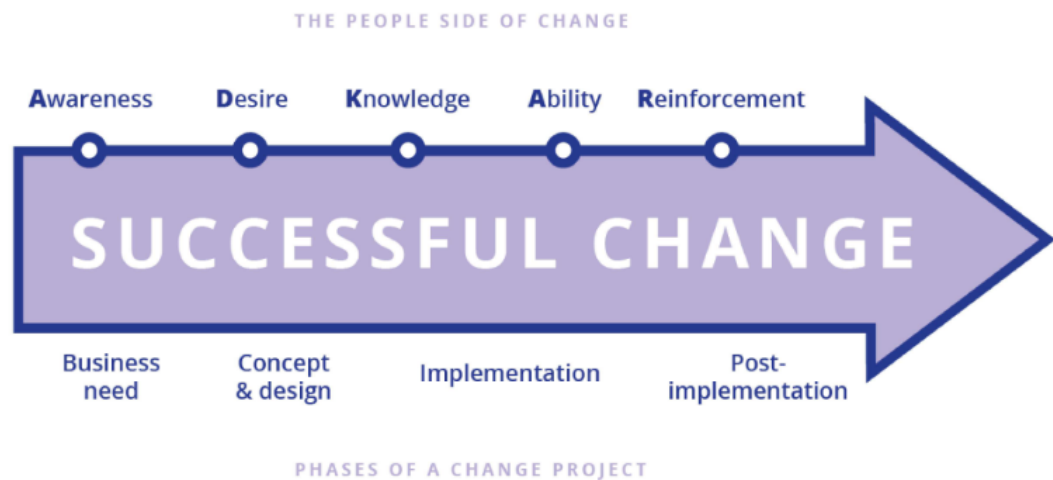 THE PEOPLE SIDE OF CHANGE
Awareness
Desire
Knowledge
Ability
Reinforcement
SUCCESSFUL CHANGE
Business
need
Concept
& design
Implementation
Post-
implementation
PHASES OF A CHANGE PROJECT